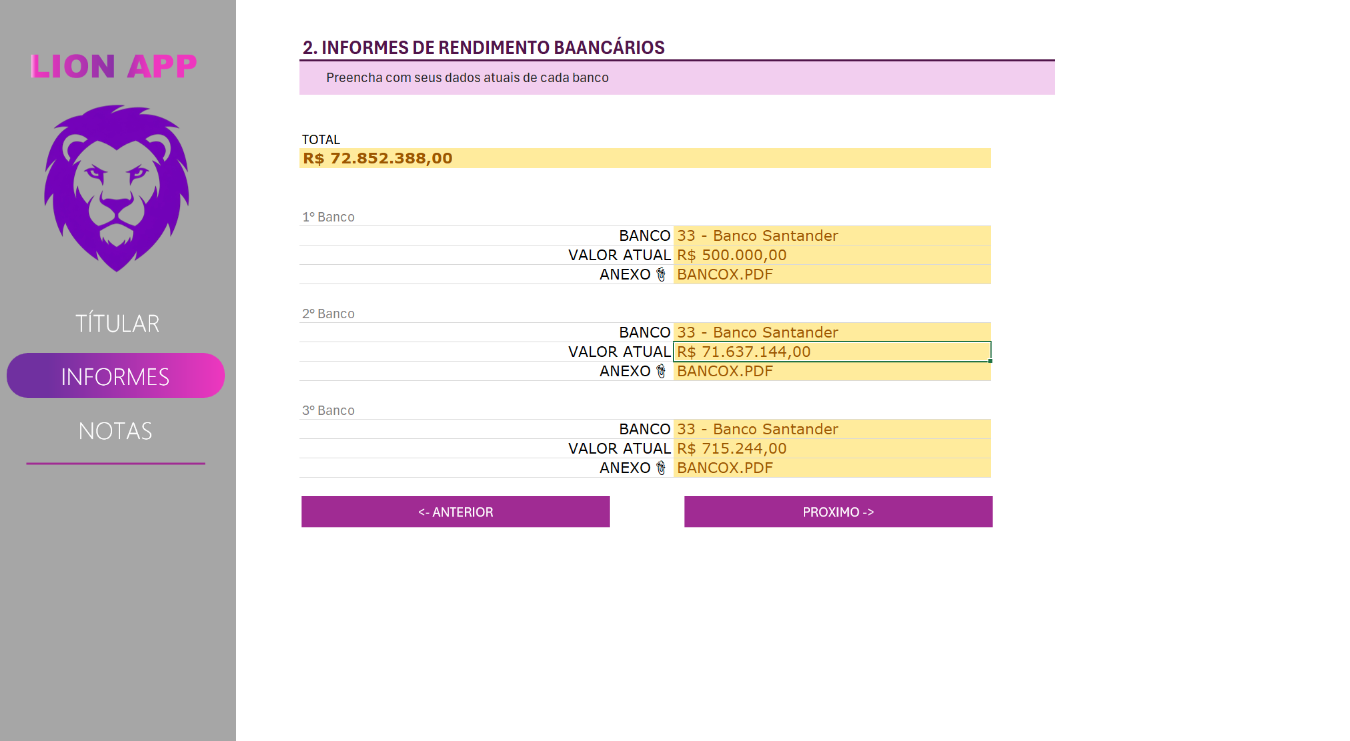 LION APP
TÍTULAR
INFORMES
NOTAS
2. INFORMES DE RENDIMENTO BAANCÁRIOS
Preencha com seus dados atuais de cada banco
TOTAL
R$ 72.852.388,00
1º Banco
BANCO 33 - Banco Santander
VALOR ATUAL R$ 500.000,00
ANEXO BANCOX.PDF
2º Banco
BANCO 33 - Banco Santander
VALOR ATUAL R$ 71.637.144,00
ANEXO BANCOX.PDF
3º Banco
BANCO 33 - Banco Santander
VALOR ATUAL R$ 715.244,00
ANEXO BANCOX.PDF
<- ANTERIOR
PROXIMO ->